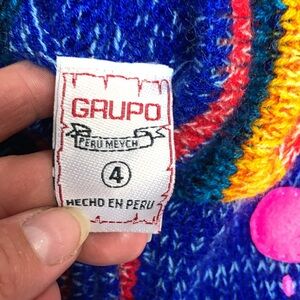 GRUPO
PERU MEYCH
4
HECHO EN PERU